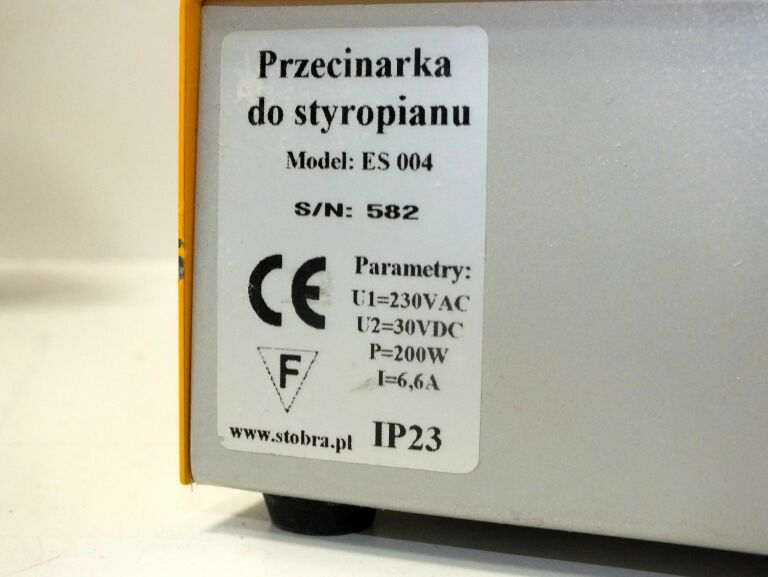 Przecinarka
do styropianu
Model: ES 004
S/N: 582
CE
Parametry:
U1=230VAC
U2=30VDC
P=200W
I=6,6A
F
www.stobra.pl IP23